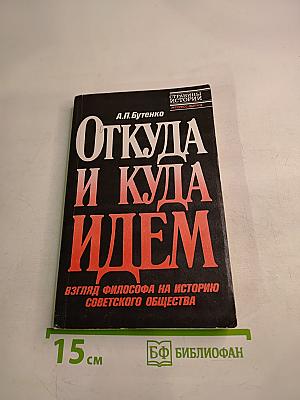 СТРАНИЦЫ
ИСТОРИИ
А.П.Бутенко
ОТКУДА
И КУДА
ИДЕМ
ВЗГЛЯД ФИЛОСОФА НА ИСТОРИЮ
СОВЕТСКОГО ОБЩЕСТВА
15 см
БФ БИБЛИОФАН